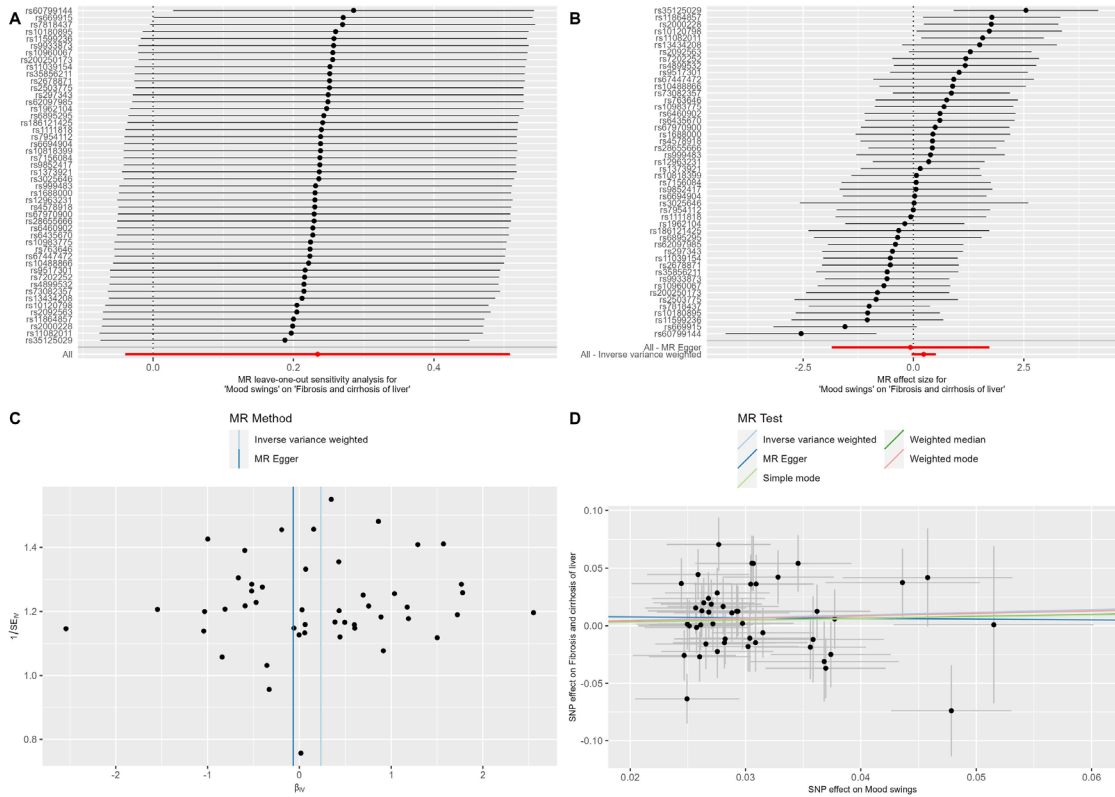 A
rs60799144
rs669915
rs7818437
rs10180895
rs11599236
rs9933873
rs10960067
rs200250173
rs11039154
rs35856211
rs2678871
rs2503775
rs297343
rs62097985
rs1962104
rs6895295
rs186121425
rs1111818
rs7954112
rs6694904
rs10818399
rs7156084
rs9852417
rs1373921
rs3025646
rs999483
rs1688000
rs12963231
rs4578918
rs67970900
rs28655666
rs6460902
rs6435670
rs10983775
rs763646
rs67447472
rs10488866
rs9517301
rs7202252
rs4899532
rs73082357
rs13434208
rs10120798
rs2092563
rs11864857
rs2000228
rs11082011
rs35125029
All
0.0 0.2 0.4
MR leave-one-out sensitivity analysis for
'Mood swings' on 'Fibrosis and cirrhosis of liver'
B
rs35125029
rs11864857
rs2000228
rs10120798
rs11082011
rs13434208
rs2092563
rs7202252
rs4899532
rs9517301
rs67447472
rs10488866
rs73082357
rs763646
rs10983775
rs6460902
rs6435670
rs67970900
rs1688000
rs4578918
rs28655666
rs999483
rs12963231
rs1373921
rs10818399
rs7156084
rs9852417
rs6694904
rs3025646
rs7954112
rs1111818
rs1962104
rs186121425
rs6895295
rs62097985
rs297343
rs11039154
rs2678871
rs35856211
rs9933873
rs10960067
rs200250173
rs2503775
rs7818437
rs10180895
rs11599236
rs669915
rs60799144
All - MR Egger
All - Inverse variance weighted
-2.5 0.0 2.5
MR effect size for
'Mood swings' on 'Fibrosis and cirrhosis of liver'
C
MR Method
Inverse variance weighted
MR Egger
1/SE_IV
1.4
1.2
1.0
0.8
-2 -1 0 1 2
β_IV
D
MR Test
Inverse variance weighted
MR Egger
Simple mode
Weighted median
Weighted mode
SNP effect on Fibrosis and cirrhosis of liver
0.10
0.05
0.00
-0.05
-0.10
0.02 0.03 0.04 0.05 0.06
SNP effect on Mood swings